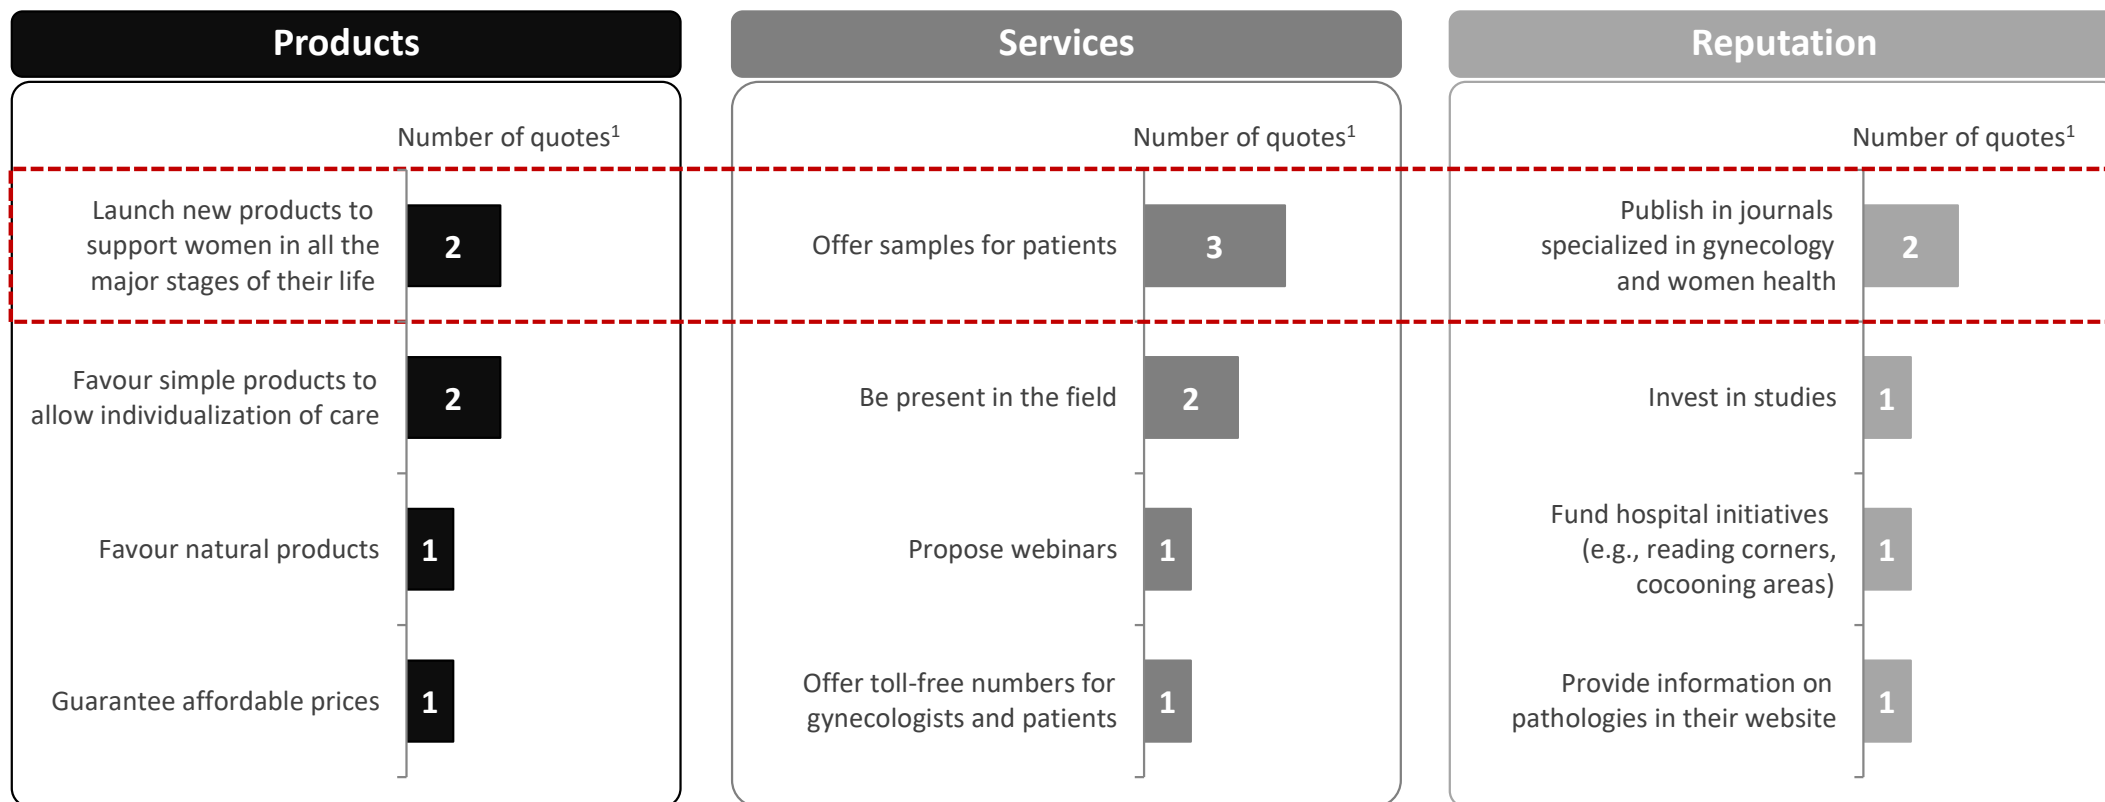 Products
Number of quotes1
Launch new products to
support women in all the
major stages of their life
2
Favour simple products to
allow individualization of care
2
Favour natural products
1
Guarantee affordable prices
1
Services
Number of quotes1
Offer samples for patients
3
Be present in the field
2
Propose webinars
1
Offer toll-free numbers for
gynecologists and patients
1
Reputation
Number of quotes1
Publish in journals
specialized in gynecology
and women health
2
Invest in studies
1
Fund hospital initiatives
(e.g., reading corners,
cocooning areas)
1
Provide information on
pathologies in their website
1